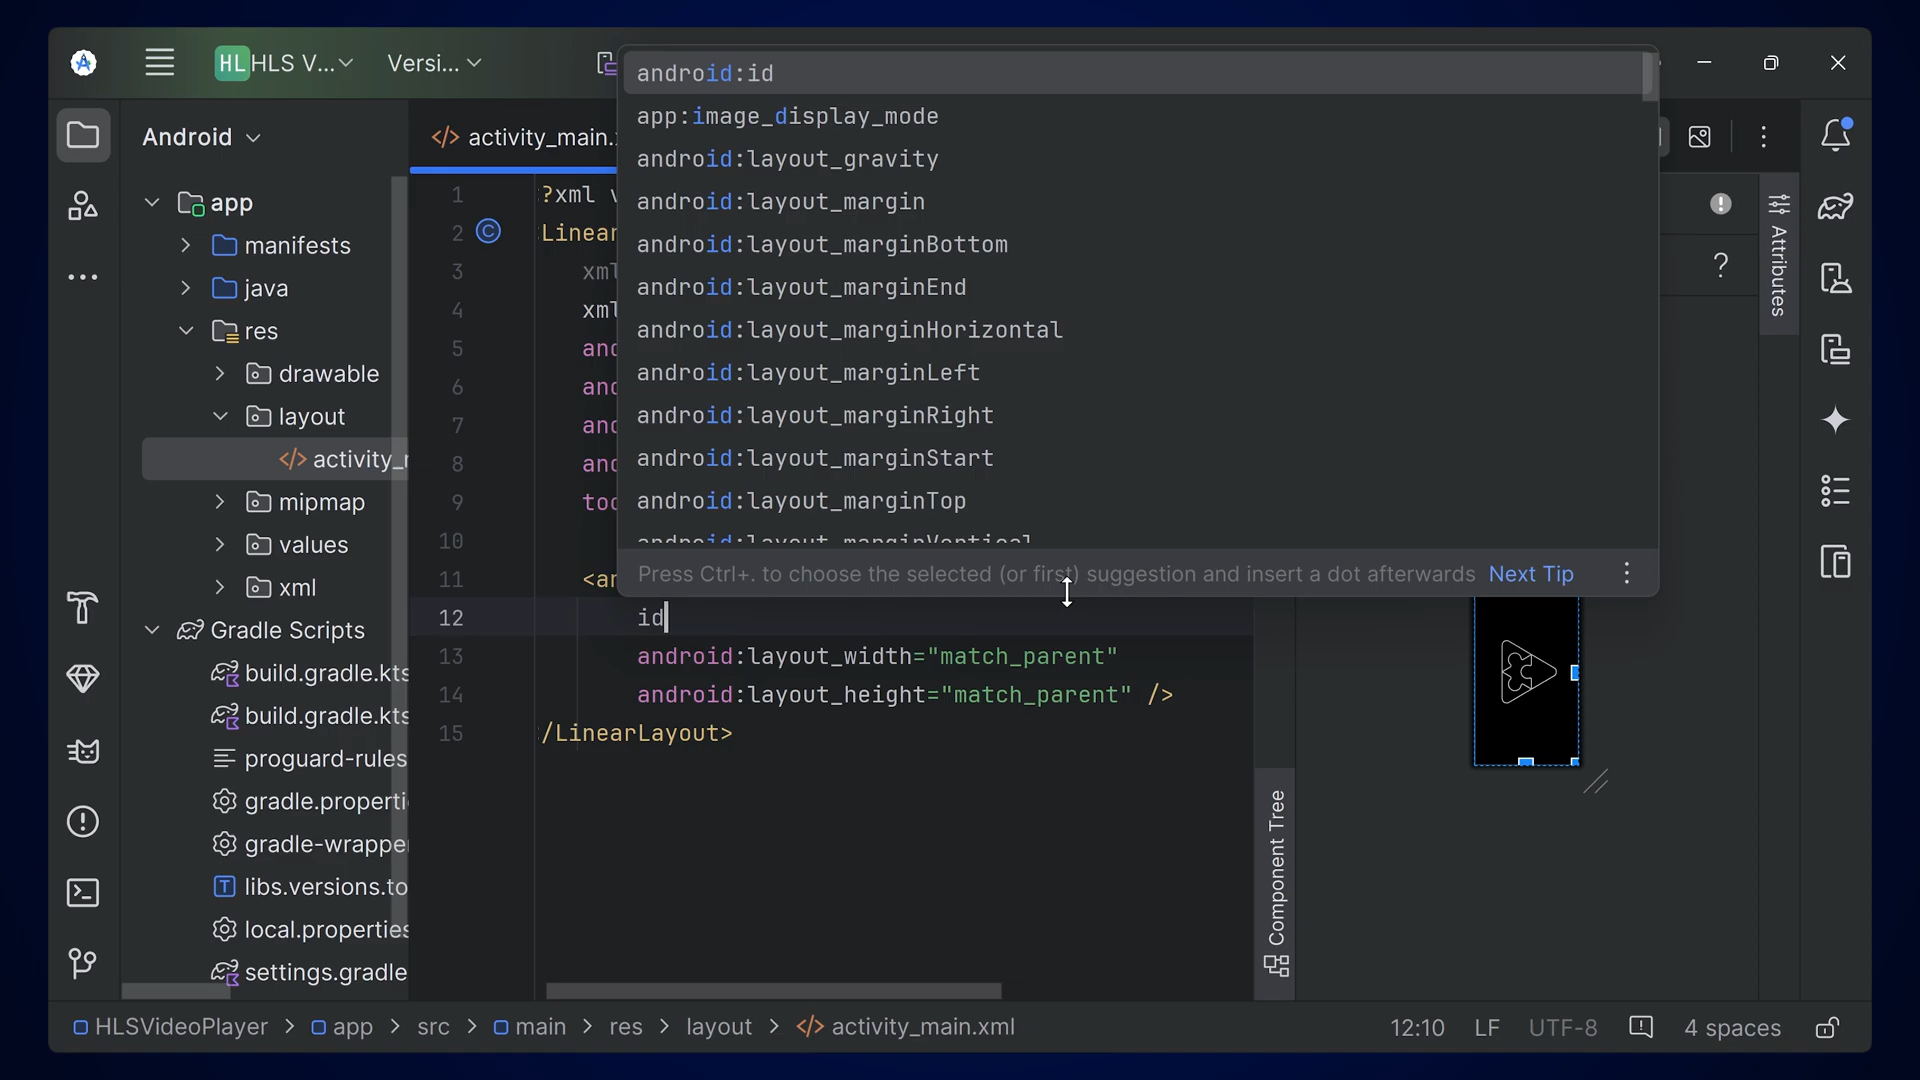 HL HLS V... Versi...
Android
activity_main.
app
manifests
java
res
drawable
layout
activity_
mipmap
values
xml
Gradle Scripts
build.gradle.kts
build.gradle.kts
proguard-rules
gradle.properti
gradle-wrapper
libs.versions.to
local.properties
settings.gradle
android:id
app:image_display_mode
android:layout_gravity
android:layout_margin
android:layout_marginBottom
android:layout_marginEnd
android:layout_marginHorizontal
android:layout_marginLeft
android:layout_marginRight
android:layout_marginStart
android:layout_marginTop
android:layout_marginVertical
Press Ctrl+. to choose the selected (or first) suggestion and insert a dot afterwards Next Tip
1 ?xml v
2 Linear
3 xml
4 xml
5 and
6 and
7 and
8 and
9 too
10
11 <an
12 id
13 android:layout_width="match_parent"
14 android:layout_height="match_parent" />
15 /LinearLayout>
Attributes
Component Tree
HLSVideoPlayer > app > src > main > res > layout > </> activity_main.xml
12:10 LF UTF-8 4 spaces